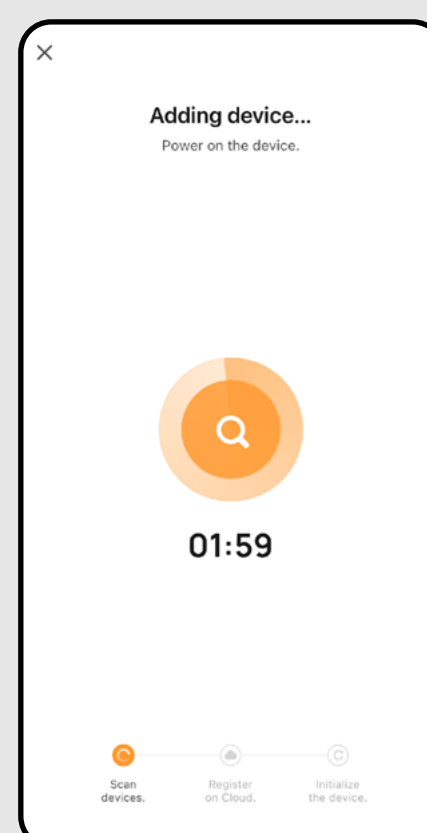 Adding device...
Power on the device.
01:59
Scan
devices.
Register
on Cloud.
Initialize
the device.